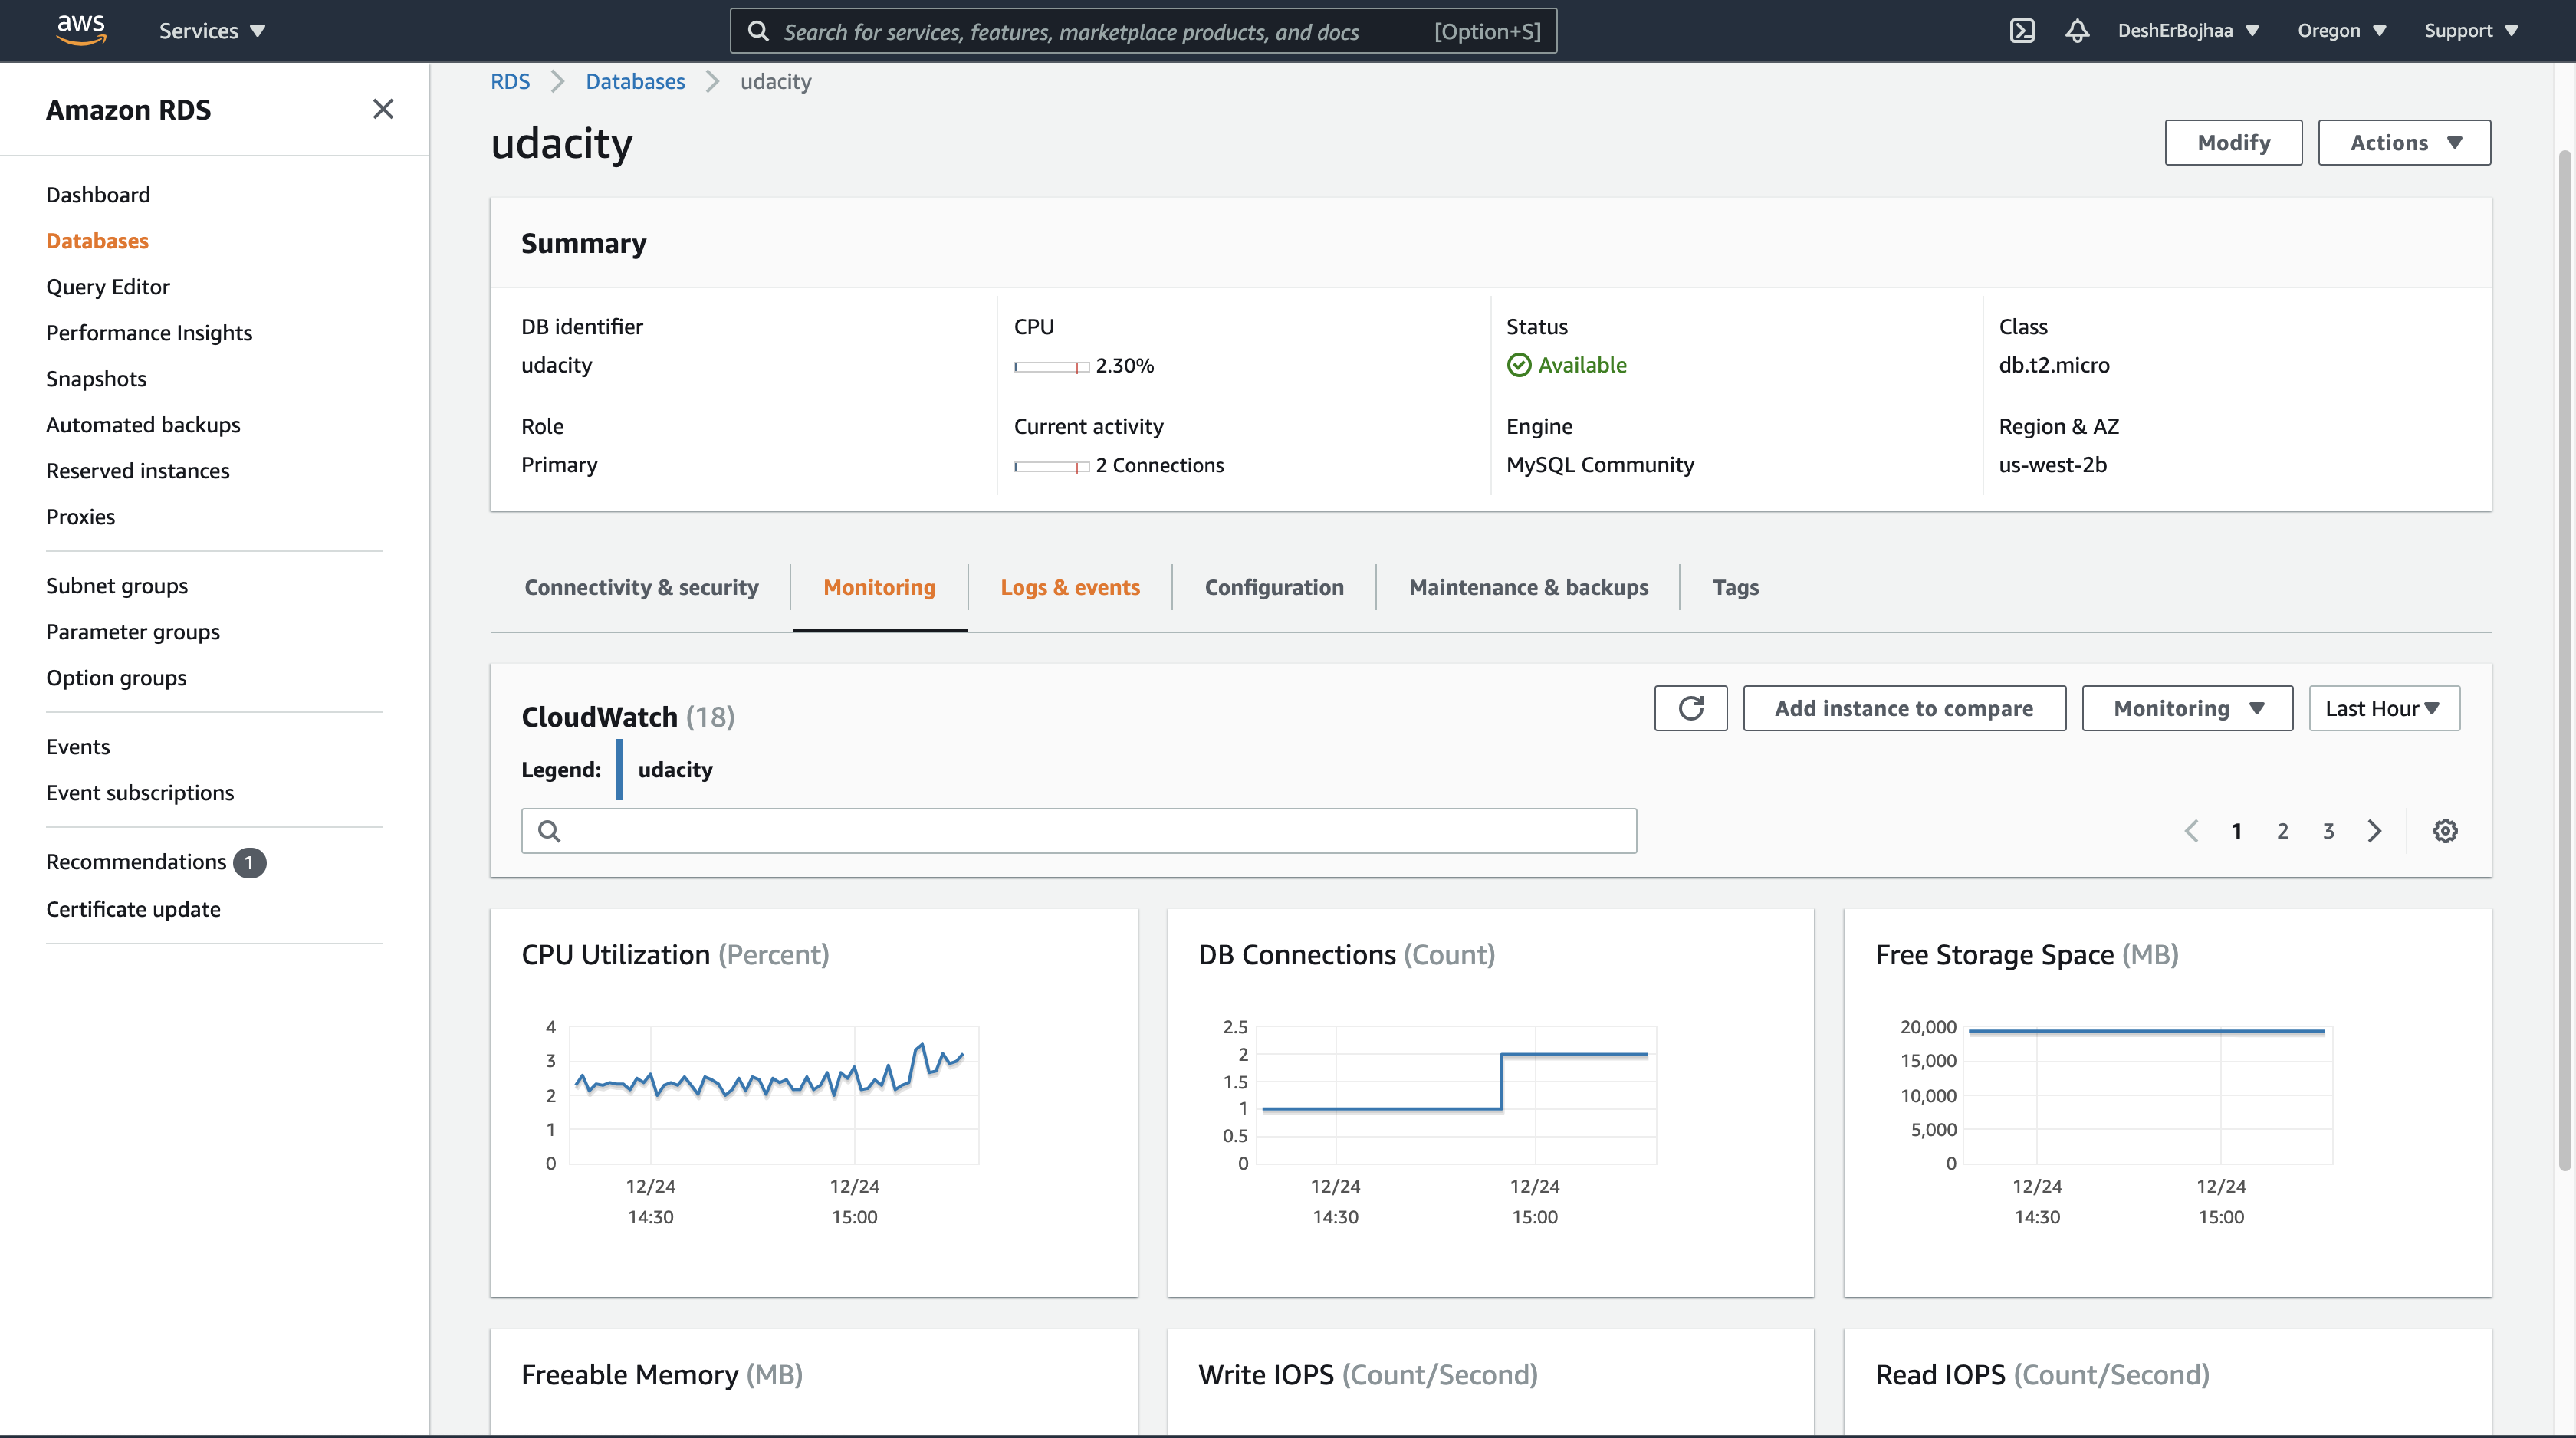 aws Services Search for services, features, marketplace products, and docs [Option+S] DeshErBojhaa Oregon Support
Amazon RDS
Dashboard
Databases
Query Editor
Performance Insights
Snapshots
Automated backups
Reserved instances
Proxies
Subnet groups
Parameter groups
Option groups
Events
Event subscriptions
Recommendations 1
Certificate update
RDS Databases udacity
udacity
Modify Actions
Summary
DB identifier
udacity
CPU
2.30%
Status
Available
Class
db.t2.micro
Role
Primary
Current activity
2 Connections
Engine
MySQL Community
Region & AZ
us-west-2b
Connectivity & security Monitoring Logs & events Configuration Maintenance & backups Tags
CloudWatch (18)
Add instance to compare Monitoring Last Hour
Legend: udacity
1 2 3
CPU Utilization (Percent)
4
3
2
1
0
12/24 12/24
14:30 15:00
DB Connections (Count)
2.5
2
1.5
1
0.5
0
12/24 12/24
14:30 15:00
Free Storage Space (MB)
20,000
15,000
10,000
5,000
0
12/24 12/24
14:30 15:00
Freeable Memory (MB)
Write IOPS (Count/Second)
Read IOPS (Count/Second)